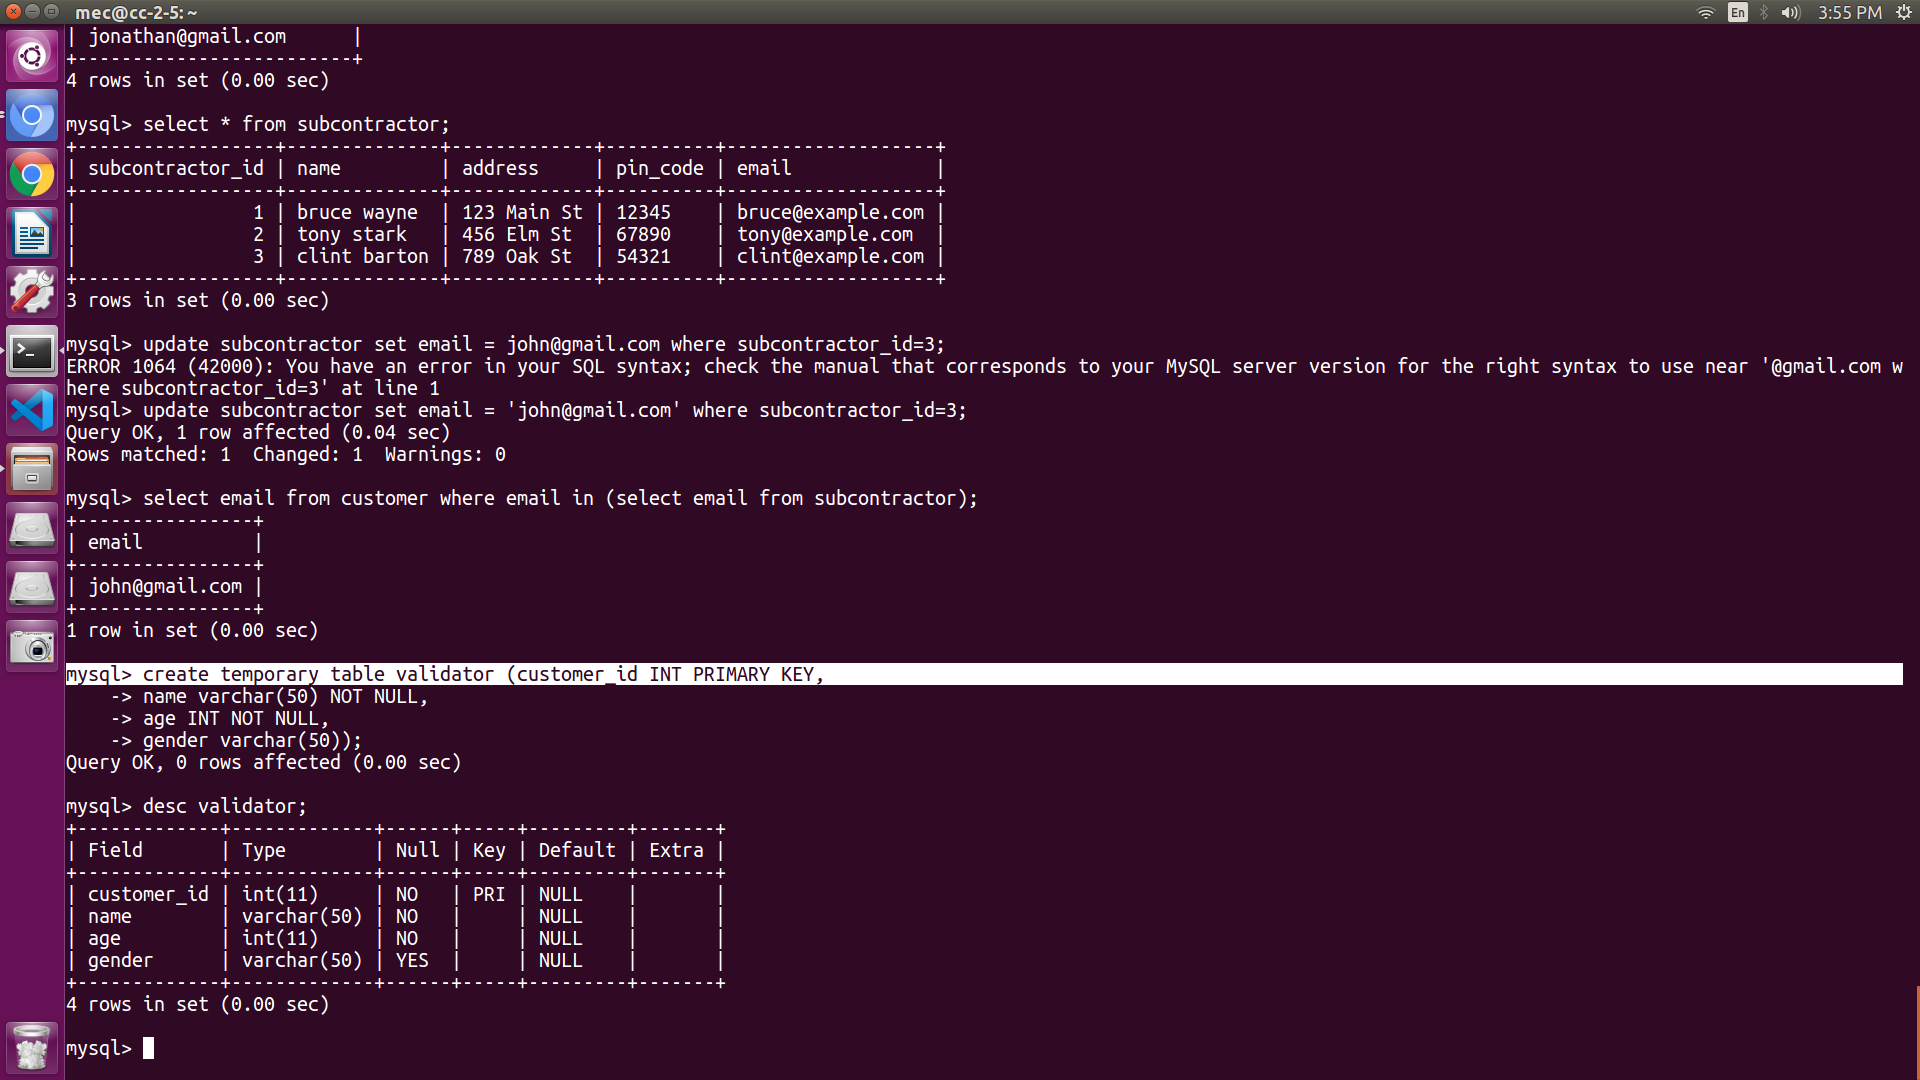 mec@cc-2-5: ~
En
3:55 PM
| jonathan@gmail.com      |
+-------------------------+
4 rows in set (0.00 sec)
mysql> select * from subcontractor;
+------------------+--------------+-------------+----------+-------------------+
| subcontractor_id | name         | address     | pin_code | email             |
+------------------+--------------+-------------+----------+-------------------+
|                1 | bruce wayne  | 123 Main St | 12345    | bruce@example.com |
|                2 | tony stark   | 456 Elm St  | 67890    | tony@example.com  |
|                3 | clint barton | 789 Oak St  | 54321    | clint@example.com |
+------------------+--------------+-------------+----------+-------------------+
3 rows in set (0.00 sec)
mysql> update subcontractor set email = john@gmail.com where subcontractor_id=3;
ERROR 1064 (42000): You have an error in your SQL syntax; check the manual that corresponds to your MySQL server version for the right syntax to use near '@gmail.com w
here subcontractor_id=3' at line 1
mysql> update subcontractor set email = 'john@gmail.com' where subcontractor_id=3;
Query OK, 1 row affected (0.04 sec)
Rows matched: 1  Changed: 1  Warnings: 0
mysql> select email from customer where email in (select email from subcontractor);
+----------------+
| email          |
+----------------+
| john@gmail.com |
+----------------+
1 row in set (0.00 sec)
mysql> create temporary table validator (customer_id INT PRIMARY KEY,
    -> name varchar(50) NOT NULL,
    -> age INT NOT NULL,
    -> gender varchar(50));
Query OK, 0 rows affected (0.00 sec)
mysql> desc validator;
+-------------+-------------+------+-----+---------+-------+
| Field       | Type        | Null | Key | Default | Extra |
+-------------+-------------+------+-----+---------+-------+
| customer_id | int(11)     | NO   | PRI | NULL    |       |
| name        | varchar(50) | NO   |     | NULL    |       |
| age         | int(11)     | NO   |     | NULL    |       |
| gender      | varchar(50) | YES  |     | NULL    |       |
+-------------+-------------+------+-----+---------+-------+
4 rows in set (0.00 sec)
mysql>